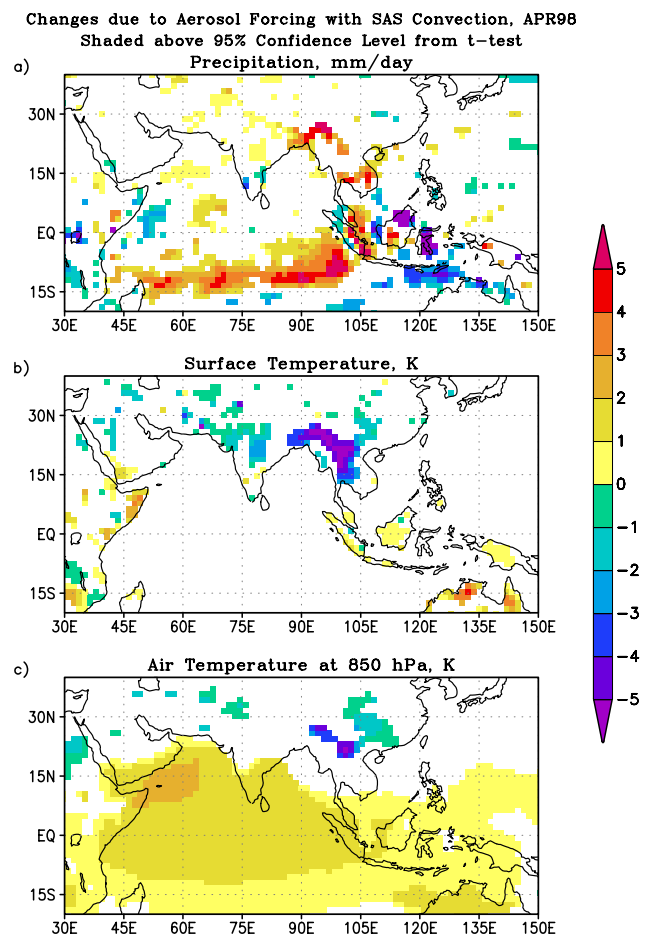 Changes due to Aerosol Forcing with SAS Convection, APR98
Shaded above 95% Confidence Level from t-test
a)
Precipitation, mm/day
30N
15N
EQ
15S
30E 45E 60E 75E 90E 105E 120E 135E 150E
b)
Surface Temperature, K
30N
15N
EQ
15S
30E 45E 60E 75E 90E 105E 120E 135E 150E
c)
Air Temperature at 850 hPa, K
30N
15N
EQ
15S
30E 45E 60E 75E 90E 105E 120E 135E 150E
5
4
3
2
1
0
-1
-2
-3
-4
-5